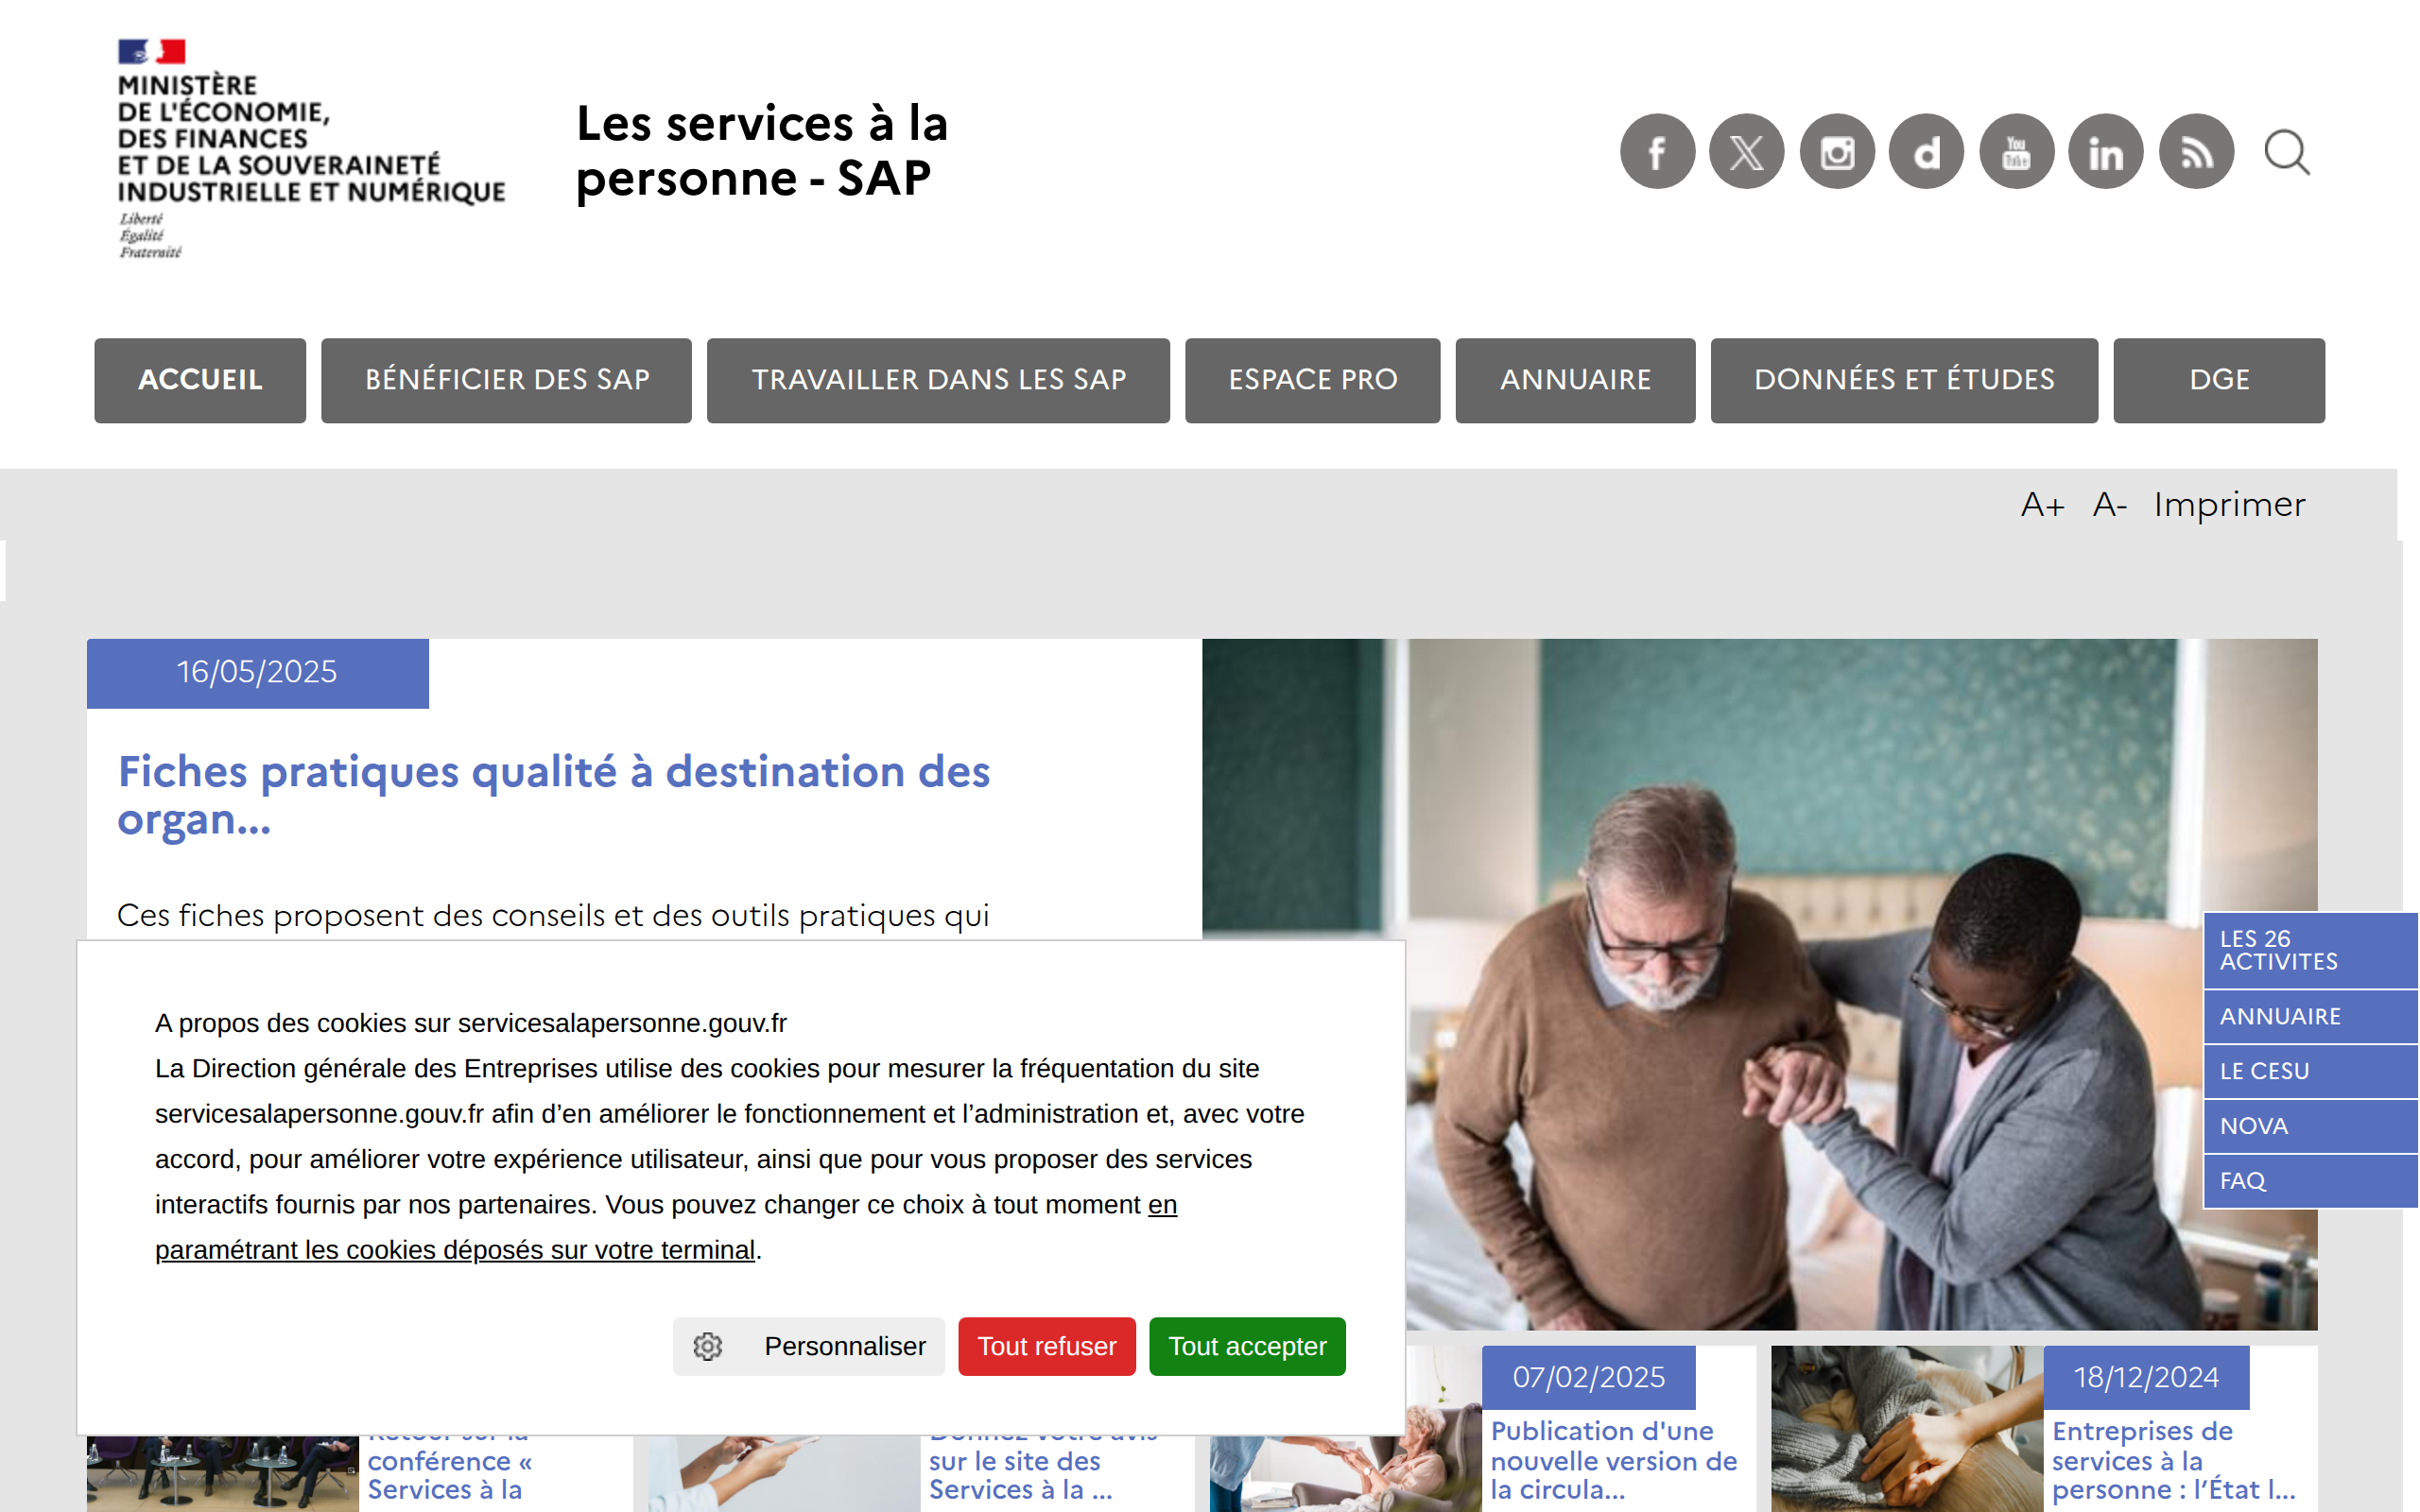 MINISTÈRE
DE L'ÉCONOMIE,
DES FINANCES
ET DE LA SOUVERAINETÉ
INDUSTRIELLE ET NUMÉRIQUE
Liberté
Égalité
Fraternité
Les services à la
personne - SAP
ACCUEIL
BÉNÉFICIER DES SAP
TRAVAILLER DANS LES SAP
ESPACE PRO
ANNUAIRE
DONNÉES ET ÉTUDES
DGE
A+ A- Imprimer
16/05/2025
Fiches pratiques qualité à destination des
organ...
Ces fiches proposent des conseils et des outils pratiques qui
LES 26
ACTIVITES
ANNUAIRE
LE CESU
NOVA
FAQ
A propos des cookies sur servicesalapersonne.gouv.fr
La Direction générale des Entreprises utilise des cookies pour mesurer la fréquentation du site
servicesalapersonne.gouv.fr afin d’en améliorer le fonctionnement et l’administration et, avec votre
accord, pour améliorer votre expérience utilisateur, ainsi que pour vous proposer des services
interactifs fournis par nos partenaires. Vous pouvez changer ce choix à tout moment en
paramétrant les cookies déposés sur votre terminal.
Personnaliser
Tout refuser
Tout accepter
Retour sur la
conférence «
Services à la
Donnez votre avis
sur le site des
Services à la ...
07/02/2025
Publication d'une
nouvelle version de
la circula...
18/12/2024
Entreprises de
services à la
personne : l’État l...